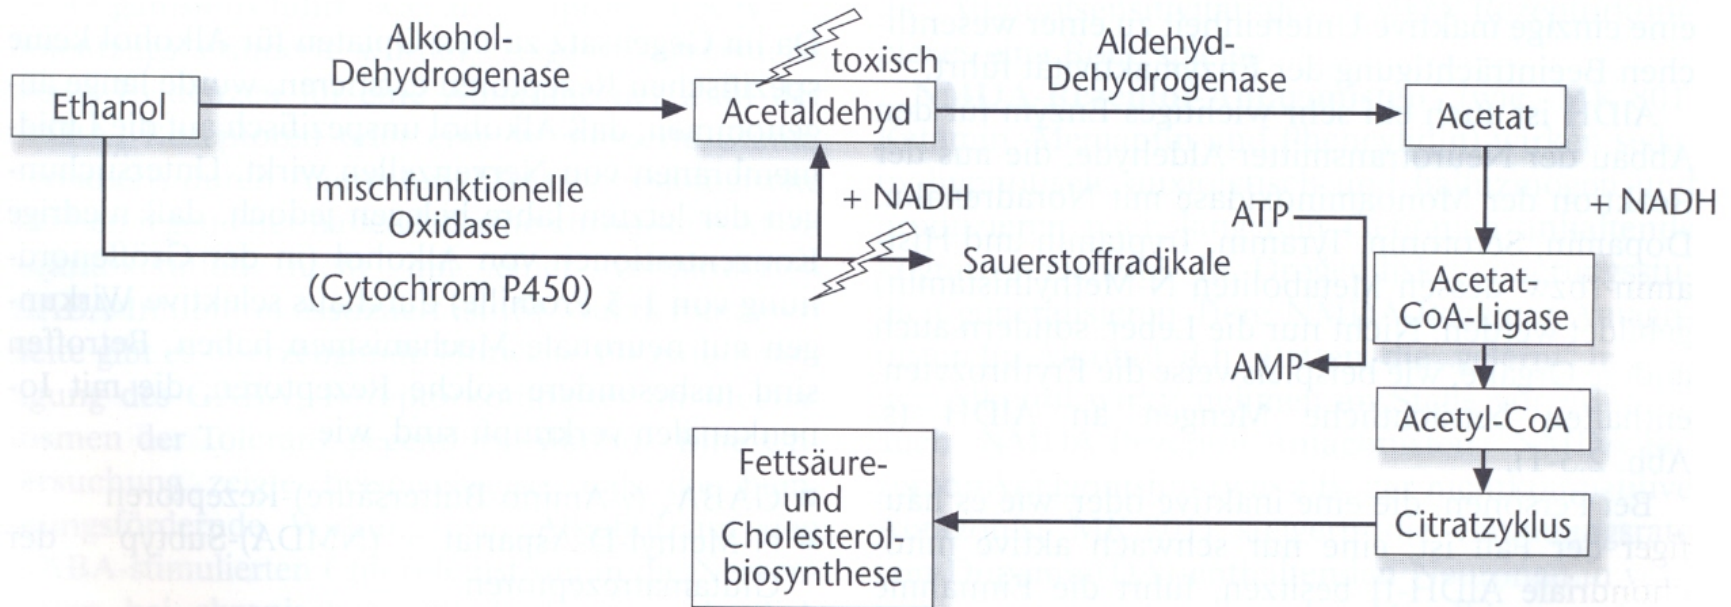 Alkohol-
Dehydrogenase
toxisch
Aldehyd-
Dehydrogenase
Ethanol
Acetaldehyd
Acetat
mischfunktionelle
Oxidase
(Cytochrom P450)
+ NADH
Sauerstoffradikale
ATP
+ NADH
Acetat-
CoA-Ligase
AMP
Acetyl-CoA
Citratzyklus
Fettsäure-
und
Cholesterol-
biosynthese